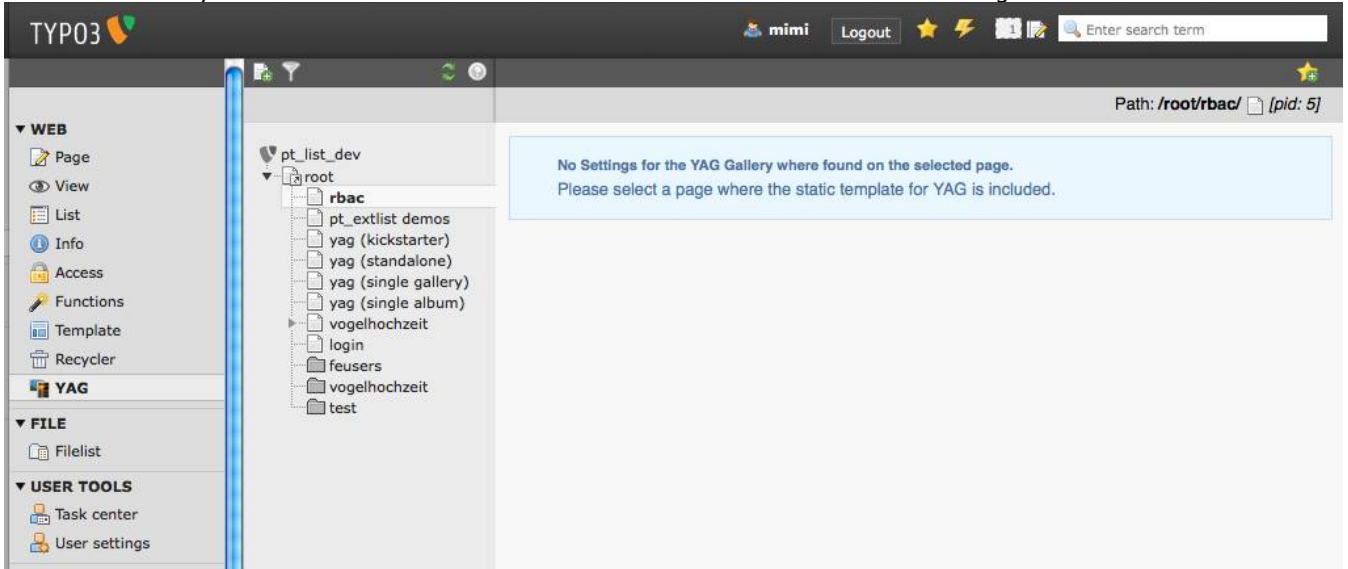 TYPO3
mimi
Logout
1
Enter search term
Path: /root/rbac/ [pid: 5]
WEB
Page
View
List
Info
Access
Functions
Template
Recycler
YAG
FILE
Filelist
USER TOOLS
Task center
User settings
pt_list_dev
root
rbac
pt_extlist demos
yag (kickstarter)
yag (standalone)
yag (single gallery)
yag (single album)
vogelhochzeit
login
feusers
vogelhochzeit
test
No Settings for the YAG Gallery where found on the selected page.
Please select a page where the static template for YAG is included.